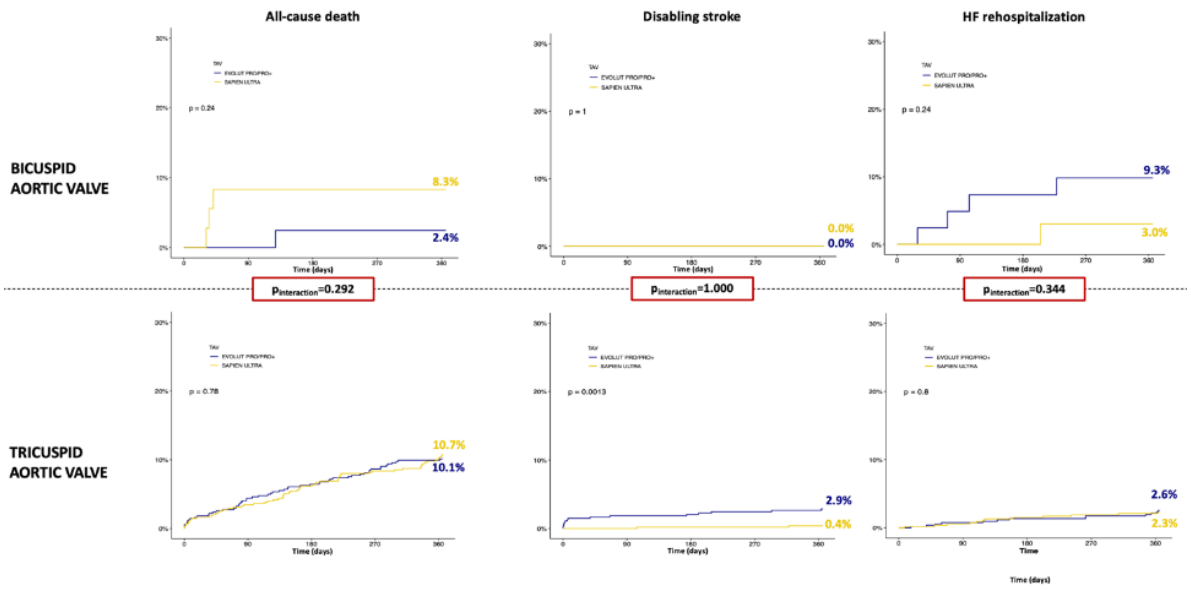 All-cause death
Disabling stroke
HF rehospitalization
BICUSPID
AORTIC VALVE
30%
20%
10%
0%
TAV
EVOLUT PRO/PRO+
SAPIEN ULTRA
p = 0.24
8.3%
2.4%
0 90 180 270 360
Time (days)
30%
20%
10%
0%
TAV
EVOLUT PRO/PRO+
SAPIEN ULTRA
p = 1
0.0%
0.0%
0 90 180 270 360
Time (days)
30%
20%
10%
0%
TAV
EVOLUT PRO/PRO+
SAPIEN ULTRA
p = 0.24
9.3%
3.0%
0 90 180 270 360
Time (days)
pinteraction=0.292
pinteraction=1.000
pinteraction=0.344
TRICUSPID
AORTIC VALVE
30%
20%
10%
0%
TAV
EVOLUT PRO/PRO+
SAPIEN ULTRA
p = 0.78
10.7%
10.1%
0 90 180 270 360
Time (days)
30%
20%
10%
0%
TAV
EVOLUT PRO/PRO+
SAPIEN ULTRA
p = 0.0013
2.9%
0.4%
0 90 180 270 360
Time (days)
30%
20%
10%
0%
TAV
EVOLUT PRO/PRO+
SAPIEN ULTRA
p = 0.8
2.6%
2.3%
0 90 180 270 360
Time
Time (days)